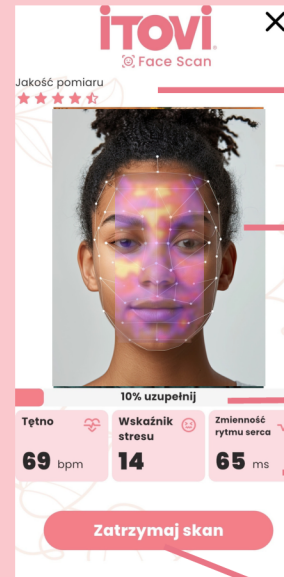 iTOVi
Face Scan
Jakość pomiaru
10% uzupełnij
Tętno
69 bpm
Wskaźnik
stresu
14
Zmienność
rytmu serca
65 ms
Zatrzymaj skan